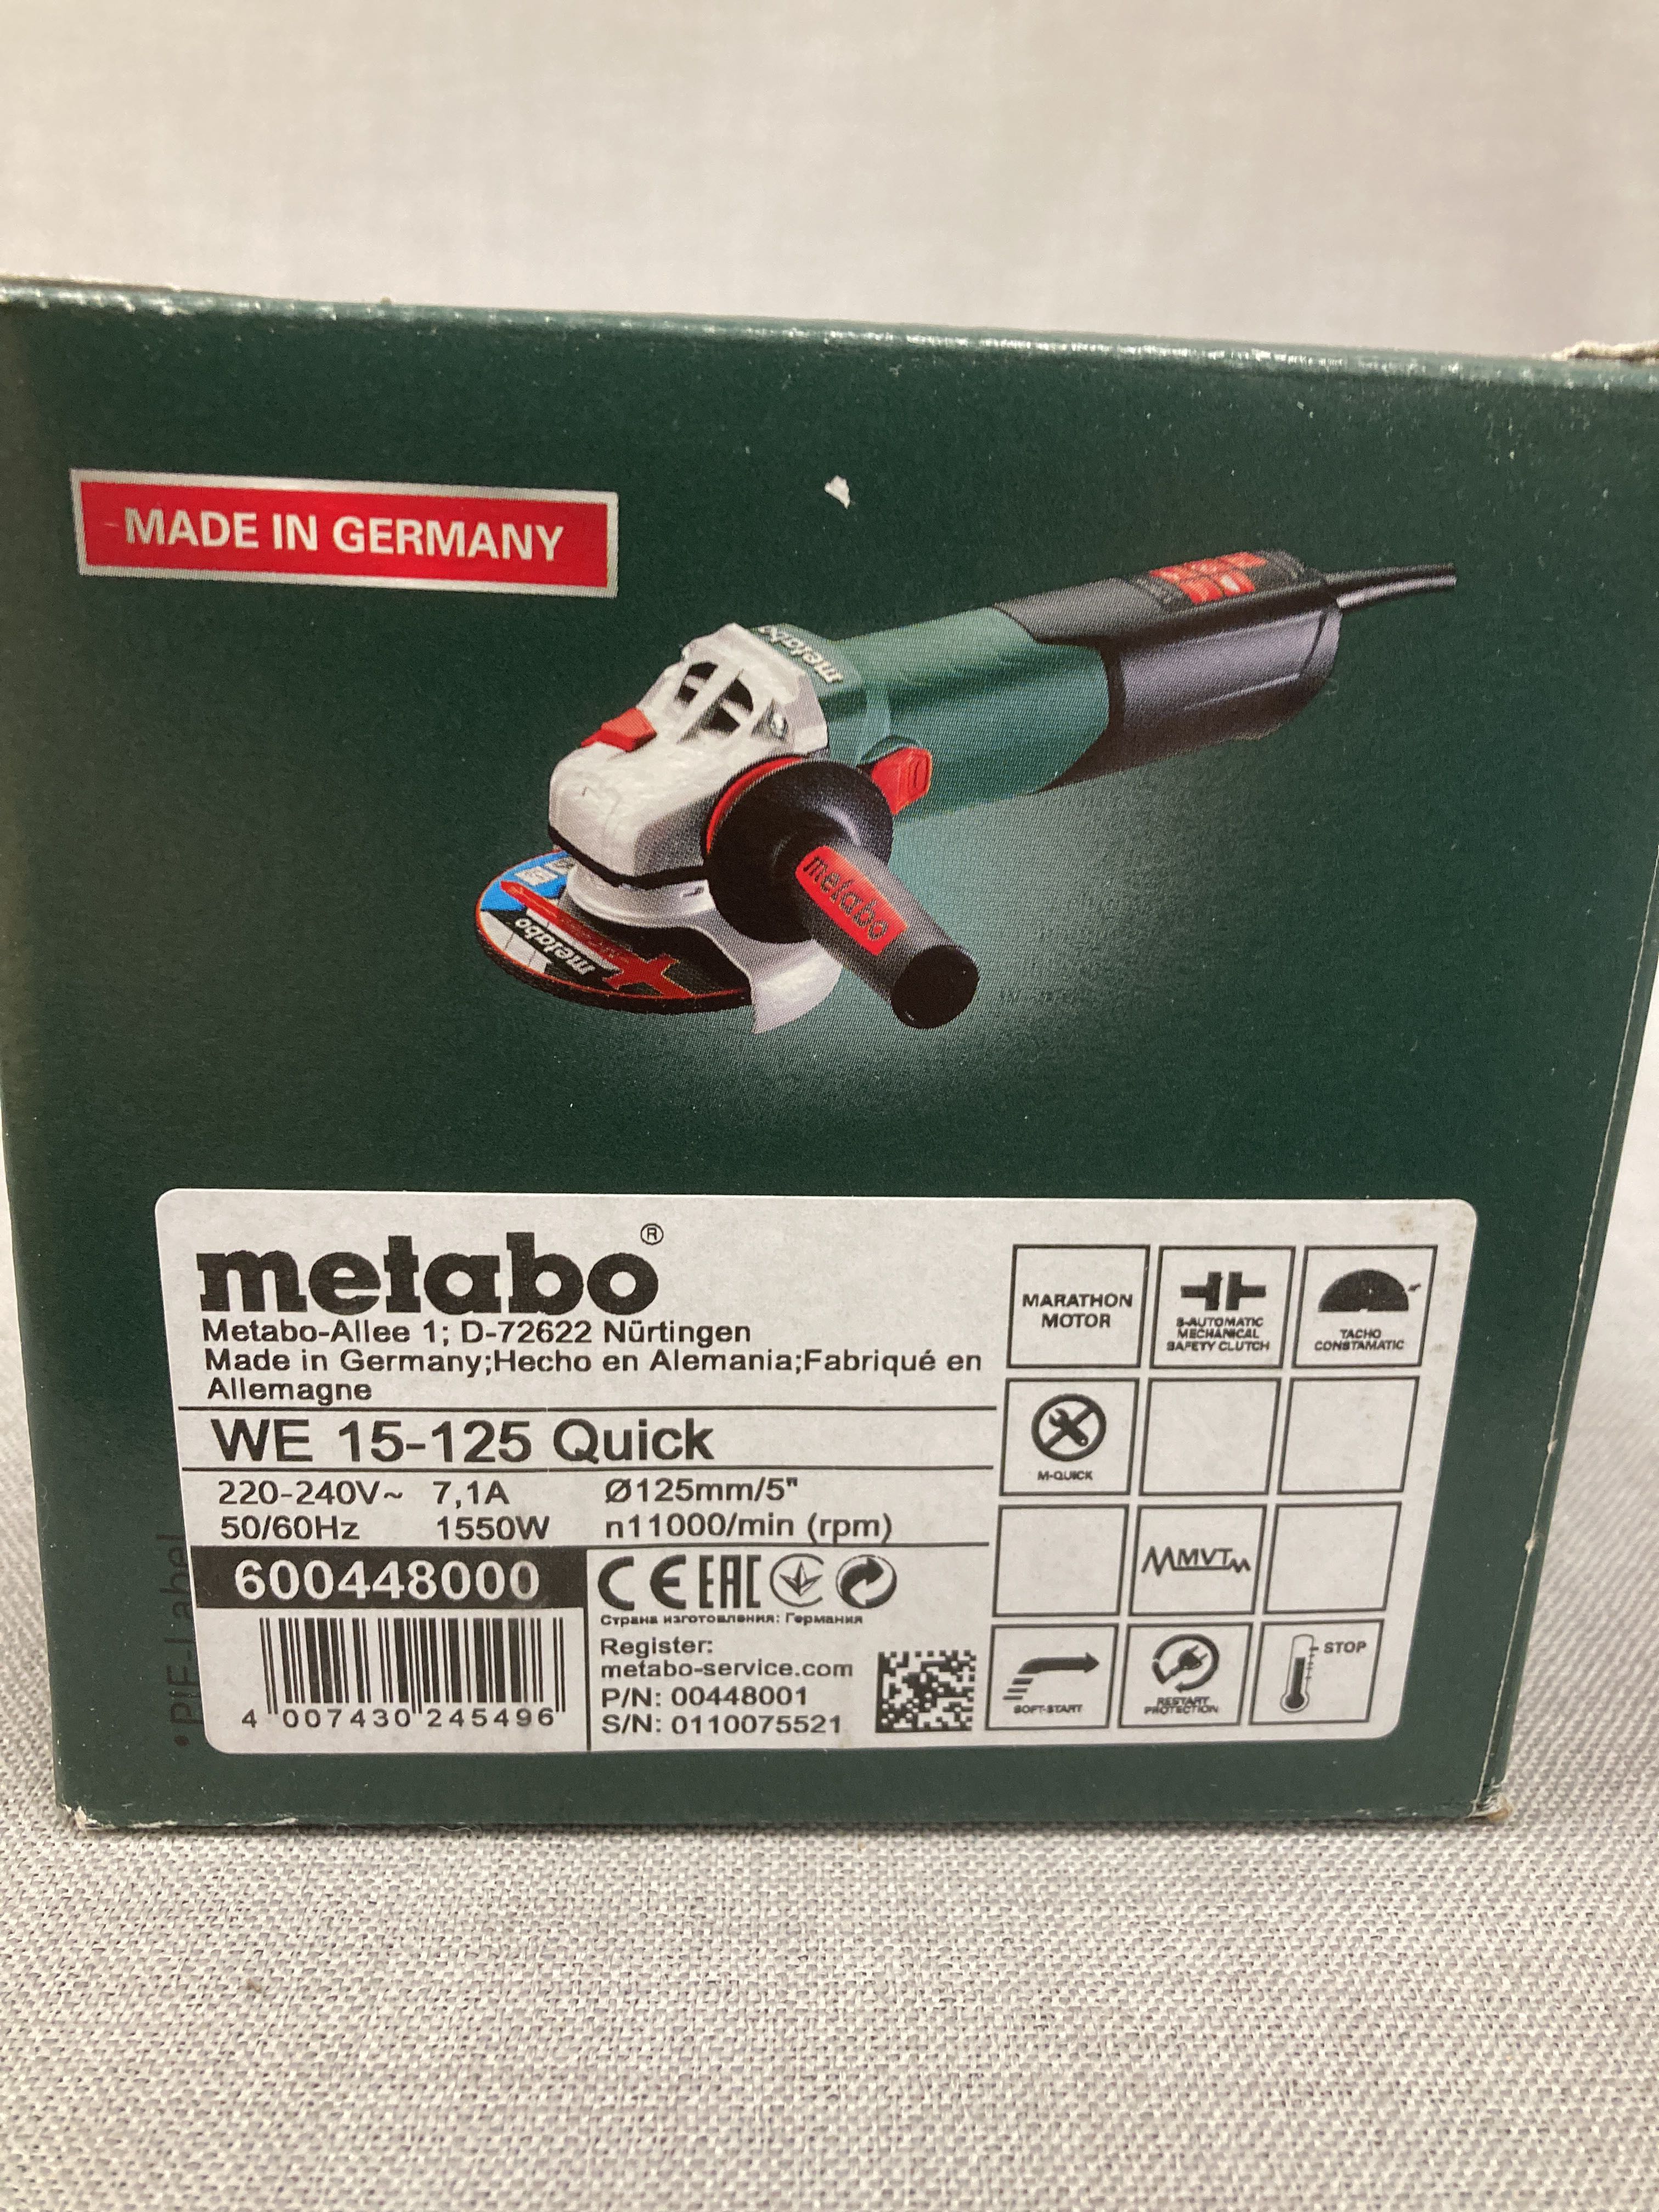 MADE IN GERMANY
metabo
metabo
metabo
metabo®
Metabo-Allee 1; D-72622 Nürtingen
Made in Germany;Hecho en Alemania;Fabriqué en
Allemagne
WE 15-125 Quick
220-240V~ 7,1A Ø125mm/5"
50/60Hz 1550W n11000/min (rpm)
600448000
CE EAC
Страна изготовления: Германия
Register:
metabo-service.com
P/N: 00448001
S/N: 0110075521
4 007430 245496
MARATHON
MOTOR
S-AUTOMATIC
MECHANICAL
SAFETY CLUTCH
TACHO
CONSTAMATIC
M-QUICK
MVT
SOFT-START
RESTART
PROTECTION
STOP